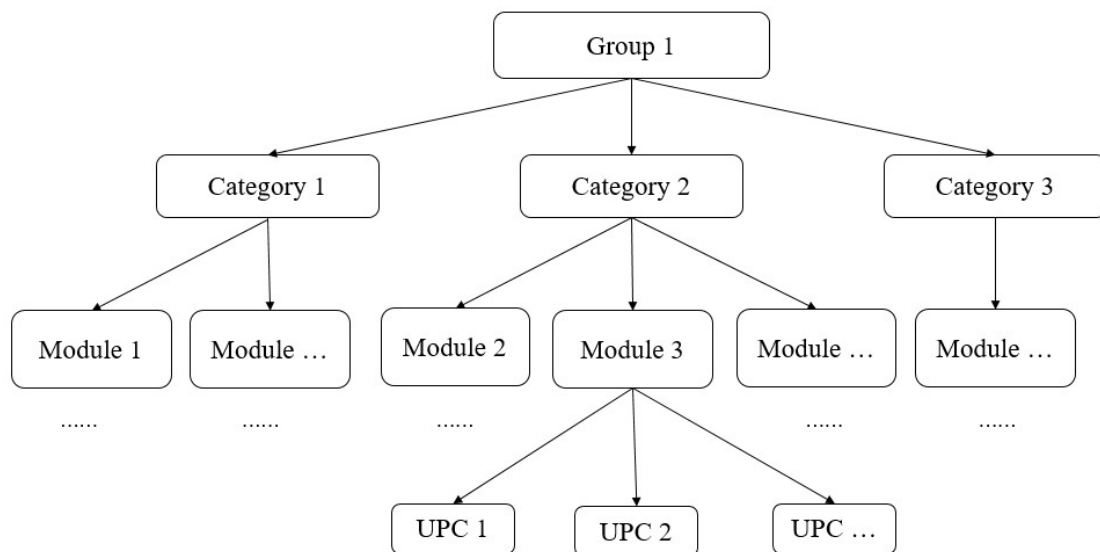 Group 1
Category 1
Category 2
Category 3
Module 1
Module …
Module 2
Module 3
Module …
Module …
……
……
……
……
……
UPC 1
UPC 2
UPC …